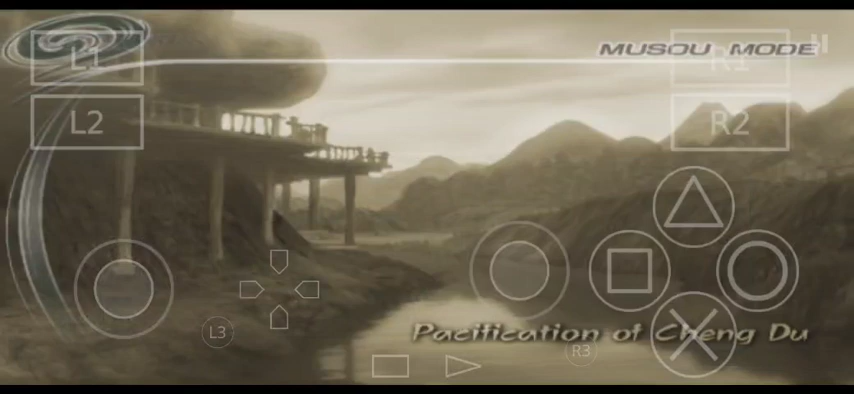 L1
MUSOU MODE
R1
L2
R2
L3
Pacification of Cheng Du
R3